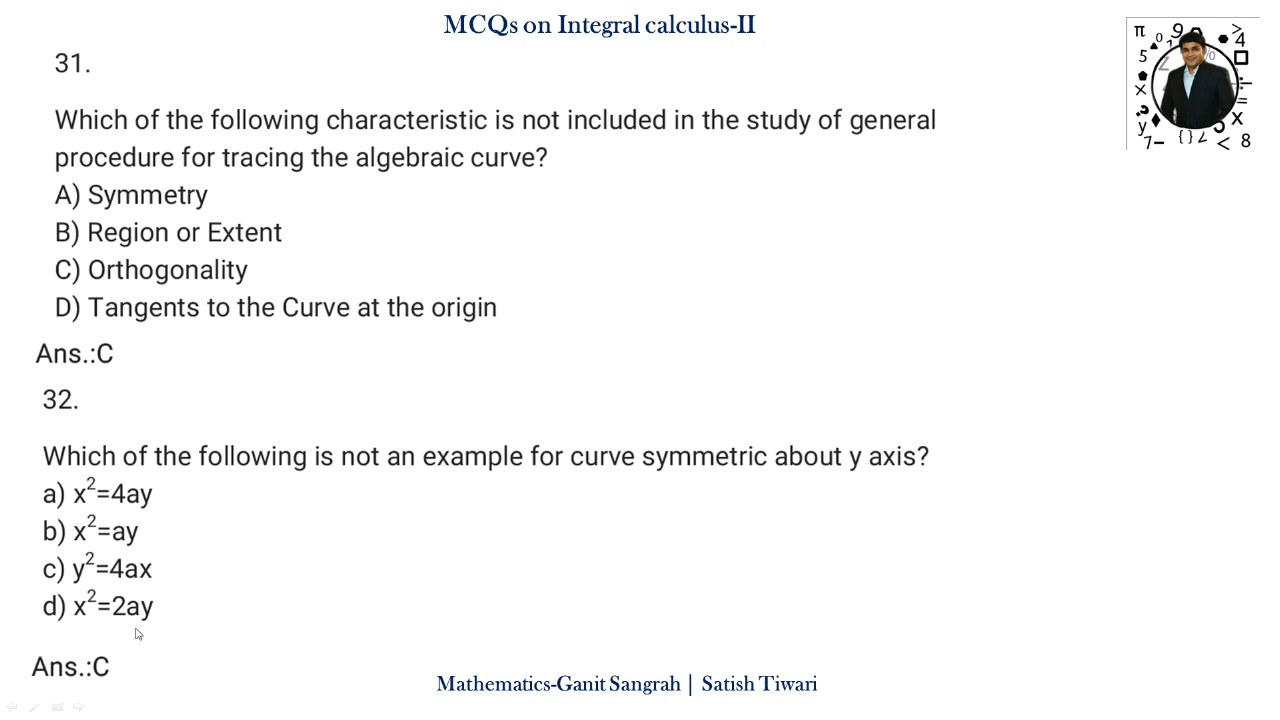 MCQs on Integral calculus-II
31.
Which of the following characteristic is not included in the study of general
procedure for tracing the algebraic curve?
A) Symmetry
B) Region or Extent
C) Orthogonality
D) Tangents to the Curve at the origin
Ans.:C
32.
Which of the following is not an example for curve symmetric about y axis?
a) x²=4ay
b) x²=ay
c) y²=4ax
d) x²=2ay
Ans.:C
Mathematics-Ganit Sangrah | Satish Tiwari